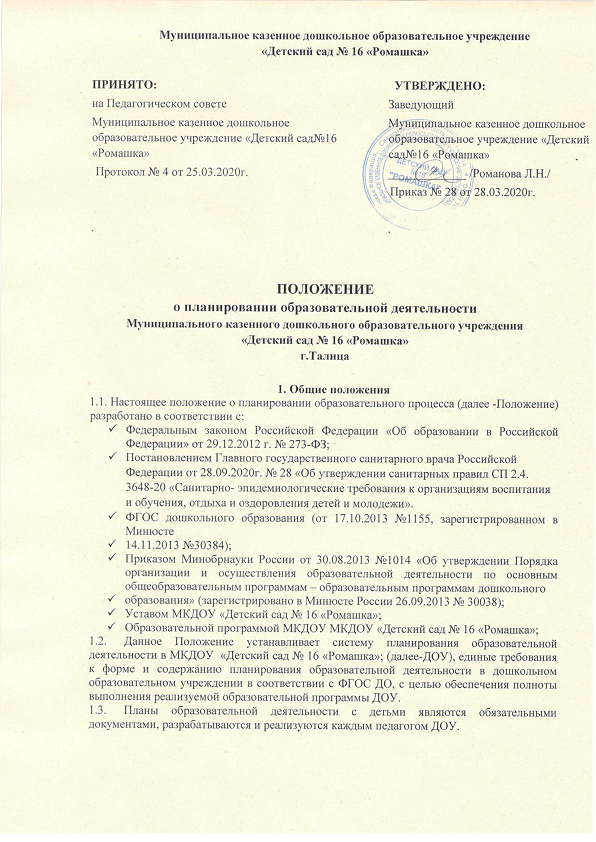 Муниципальное казенное дошкольное образовательное учреждение
«Детский сад № 16 «Ромашка»
ПРИНЯТО:
на Педагогическом совете
Муниципальное казенное дошкольное
образовательное учреждение «Детский сад№16
«Ромашка»
Протокол № 4 от 25.03.2020г.
УТВЕРЖДЕНО:
Заведующий
Муниципальное казенное дошкольное
образовательное учреждение «Детский
сад№16 «Ромашка»
/Романова Л.Н./
Приказ № 28 от 28.03.2020г.
ДЕТСКИЙ САД
№16
"РОМАШКА"
ПОЛОЖЕНИЕ
о планировании образовательной деятельности
Муниципального казенного дошкольного образовательного учреждения
«Детский сад № 16 «Ромашка»
г.Талица
1. Общие положения
1.1. Настоящее положение о планировании образовательного процесса (далее -Положение)
разработано в соответствии с:
✓ Федеральным законом Российской Федерации «Об образовании в Российской
Федерации» от 29.12.2012 г. № 273-ФЗ;
✓ Постановлением Главного государственного санитарного врача Российской
Федерации от 28.09.2020г. № 28 «Об утверждении санитарных правил СП 2.4.
3648-20 «Санитарно- эпидемиологические требования к организациям воспитания
и обучения, отдыха и оздоровления детей и молодежи».
✓ ФГОС дошкольного образования (от 17.10.2013 №1155, зарегистрированном в
Минюсте
✓ 14.11.2013 №30384);
✓ Приказом Минобрнауки России от 30.08.2013 №1014 «Об утверждении Порядка
организации и осуществления образовательной деятельности по основным
общеобразовательным программам – образовательным программам дошкольного
✓ образования» (зарегистрировано в Минюсте России 26.09.2013 № 30038);
✓ Уставом МКДОУ «Детский сад № 16 «Ромашка»;
✓ Образовательной программой МКДОУ МКДОУ «Детский сад № 16 «Ромашка»;
1.2. Данное Положение устанавливает систему планирования образовательной
деятельности в МКДОУ «Детский сад № 16 «Ромашка»; (далее-ДОУ), единые требования
к форме и содержанию планирования образовательной деятельности в дошкольном
образовательном учреждении в соответствии с ФГОС ДО, с целью обеспечения полноты
выполнения реализуемой образовательной программы ДОУ.
1.3. Планы образовательной деятельности с детьми являются обязательными
документами, разрабатываются и реализуются каждым педагогом ДОУ.